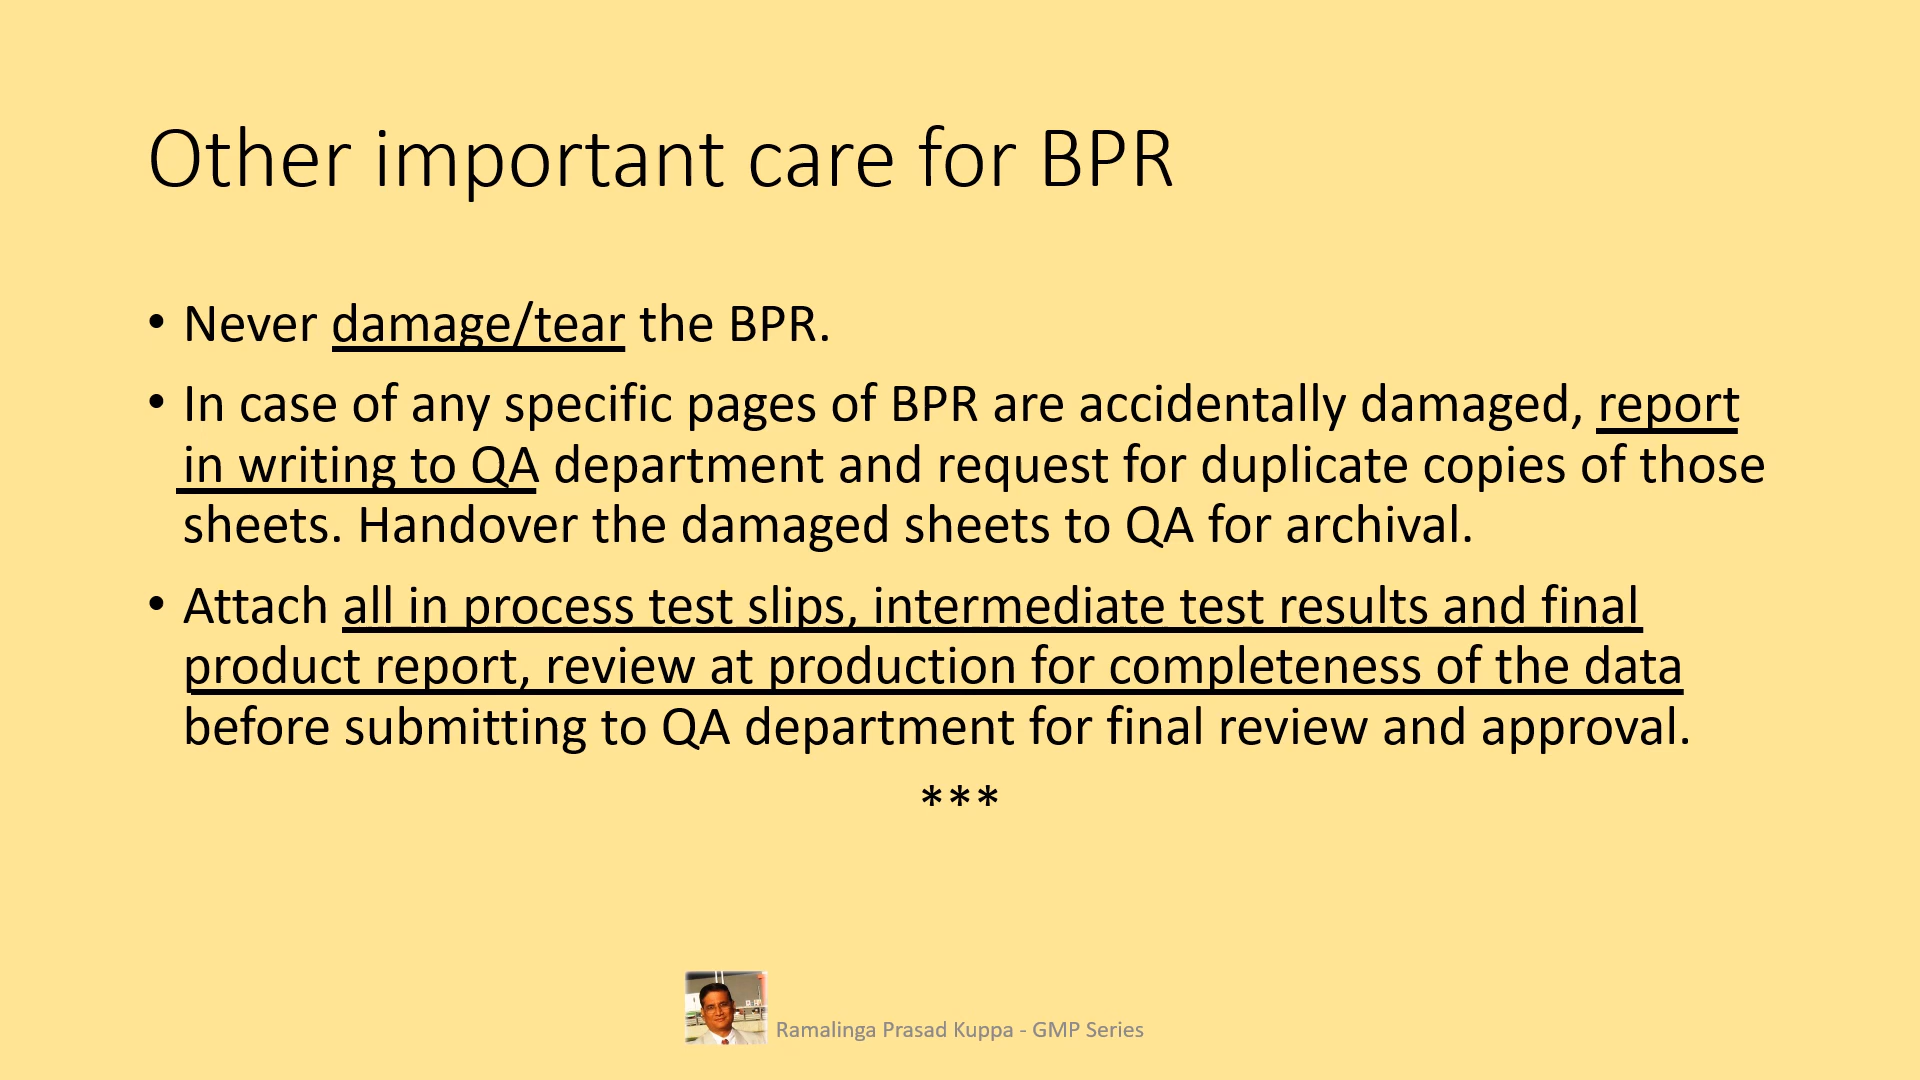 Other important care for BPR
• Never damage/tear the BPR.
• In case of any specific pages of BPR are accidentally damaged, report
in writing to QA department and request for duplicate copies of those
sheets. Handover the damaged sheets to QA for archival.
• Attach all in process test slips, intermediate test results and final
product report, review at production for completeness of the data
before submitting to QA department for final review and approval.
***
Ramalinga Prasad Kuppa - GMP Series